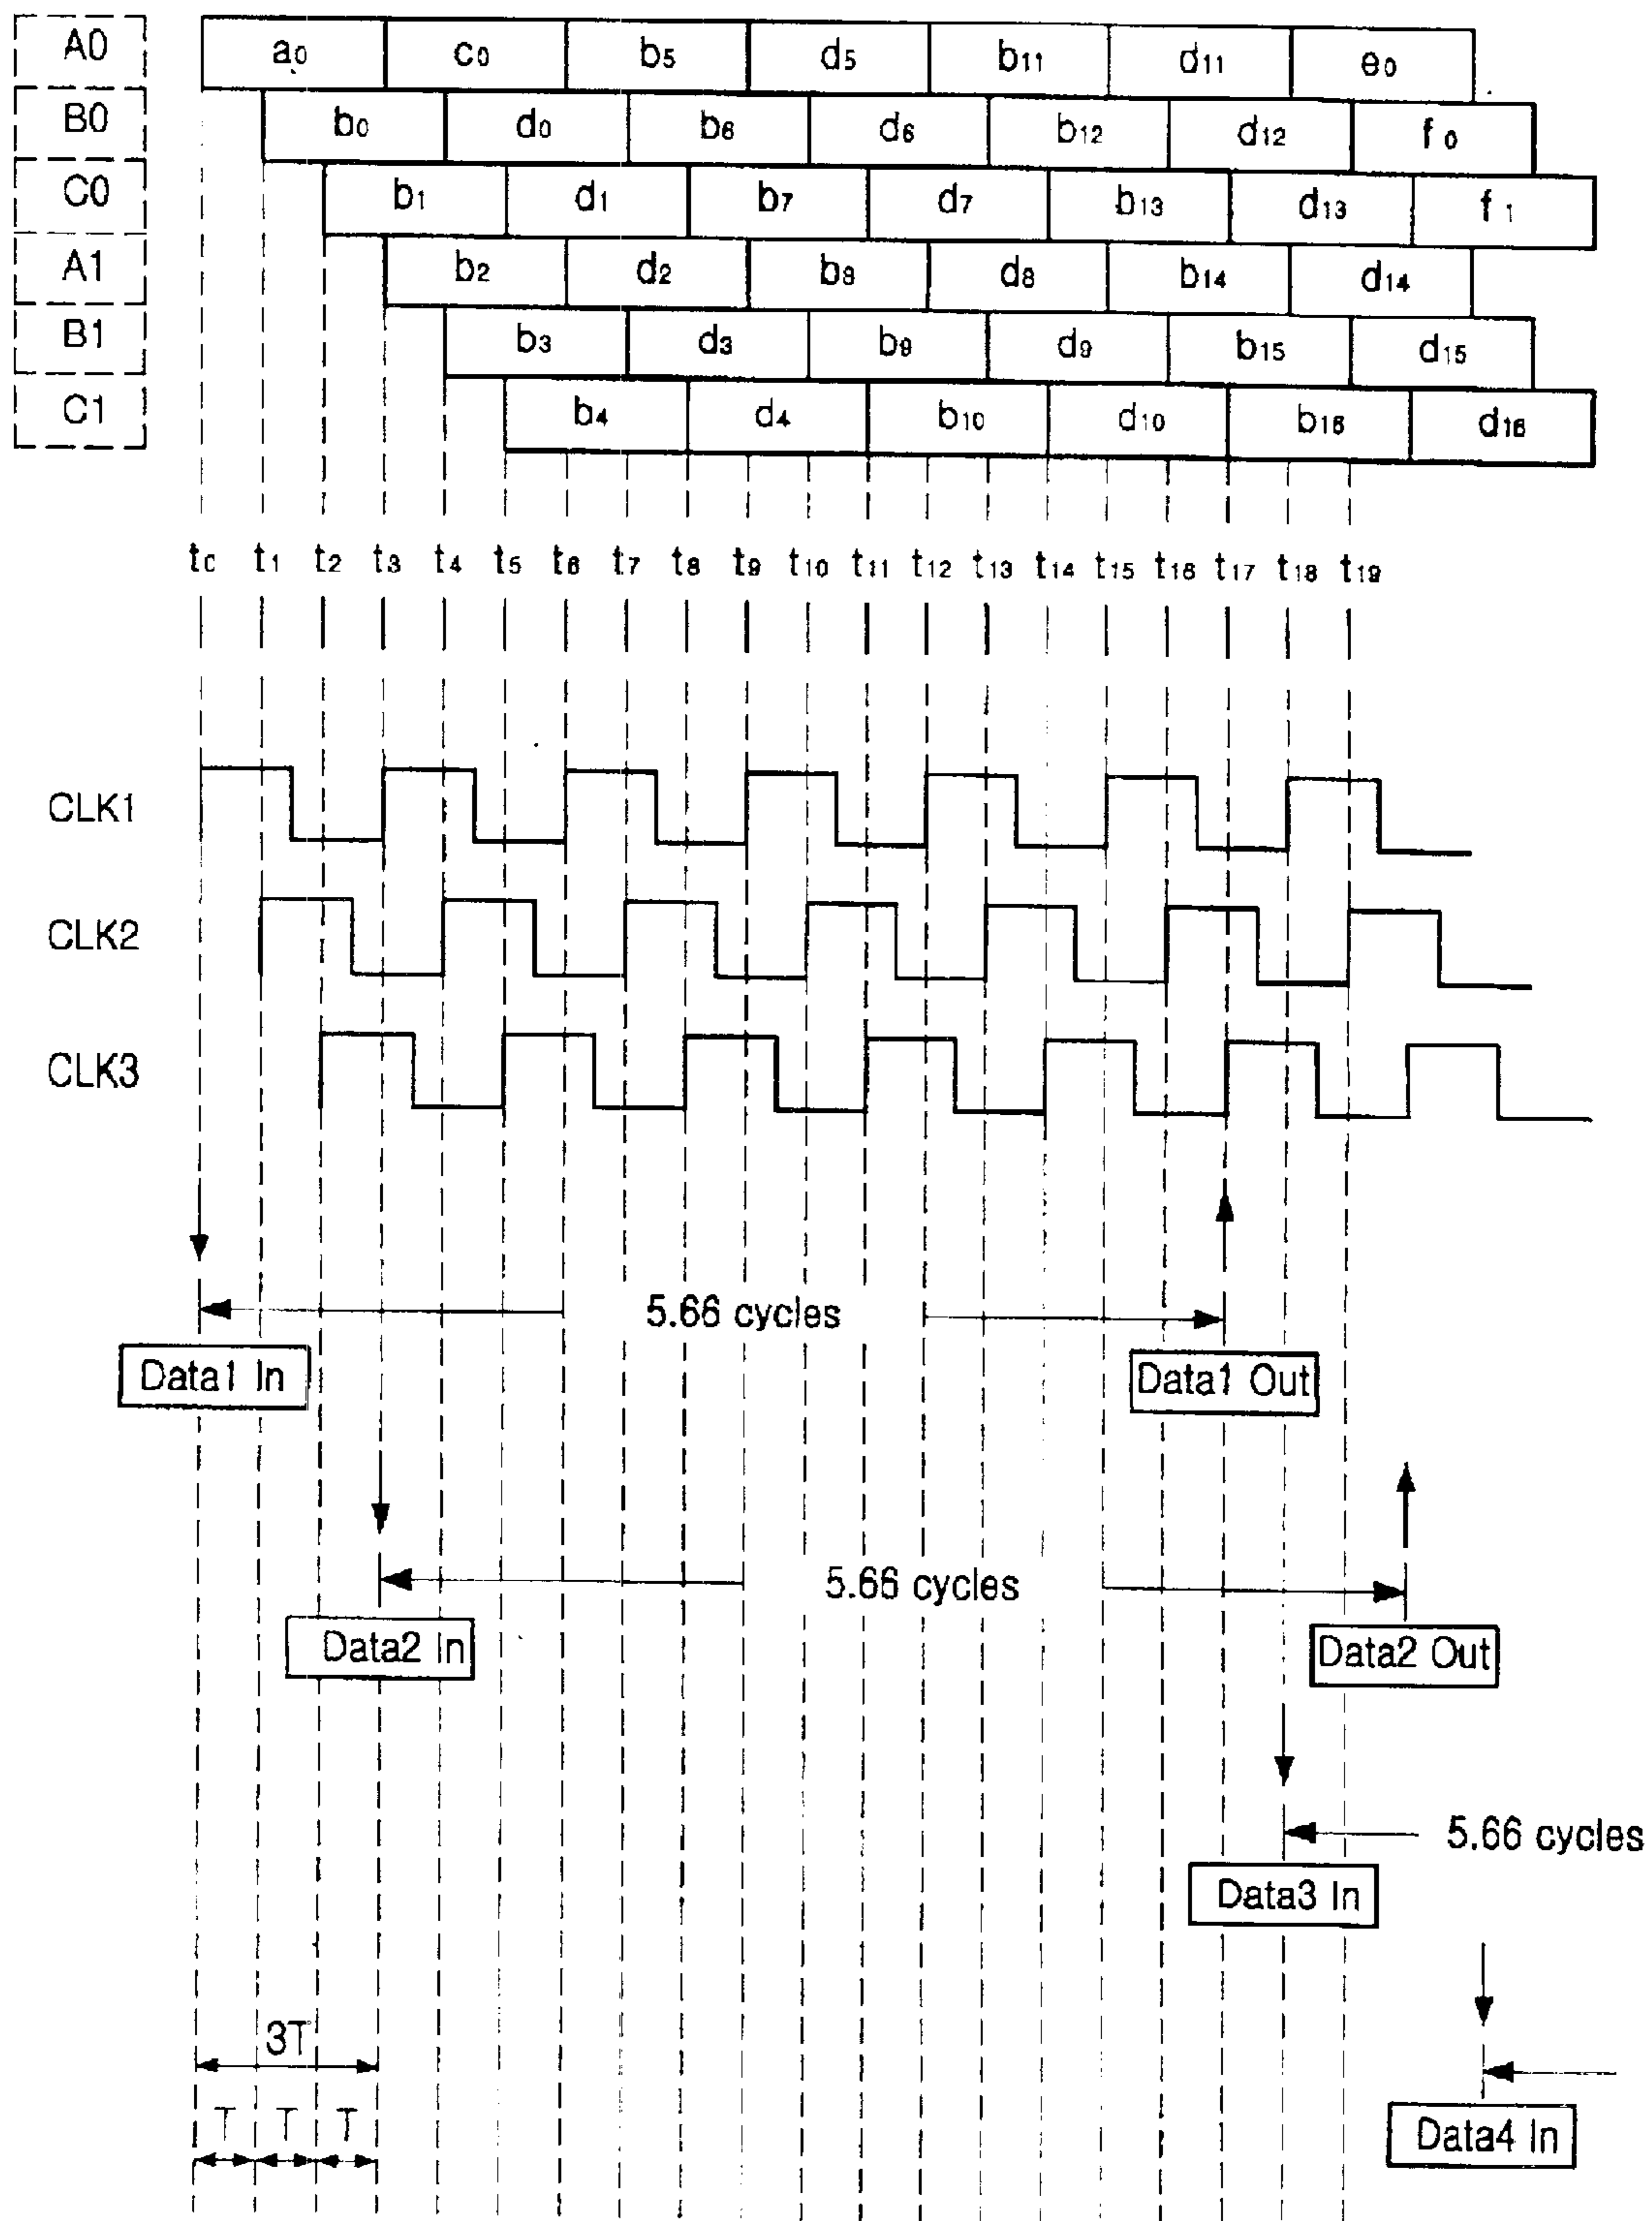 A0 a0 c0 b5 d5 b11 d11 e0
B0 b0 d0 b6 d6 b12 d12 f0
C0 b1 d1 b7 d7 b13 d13 f1
A1 b2 d2 b8 d8 b14 d14
B1 b3 d3 b9 d9 b15 d15
C1 b4 d4 b10 d10 b16 d16
t0 t1 t2 t3 t4 t5 t6 t7 t8 t9 t10 t11 t12 t13 t14 t15 t16 t17 t18 t19
CLK1
CLK2
CLK3
5.66 cycles
Data1 In
Data1 Out
5.66 cycles
Data2 In
Data2 Out
5.66 cycles
Data3 In
3T
T T T
Data4 In